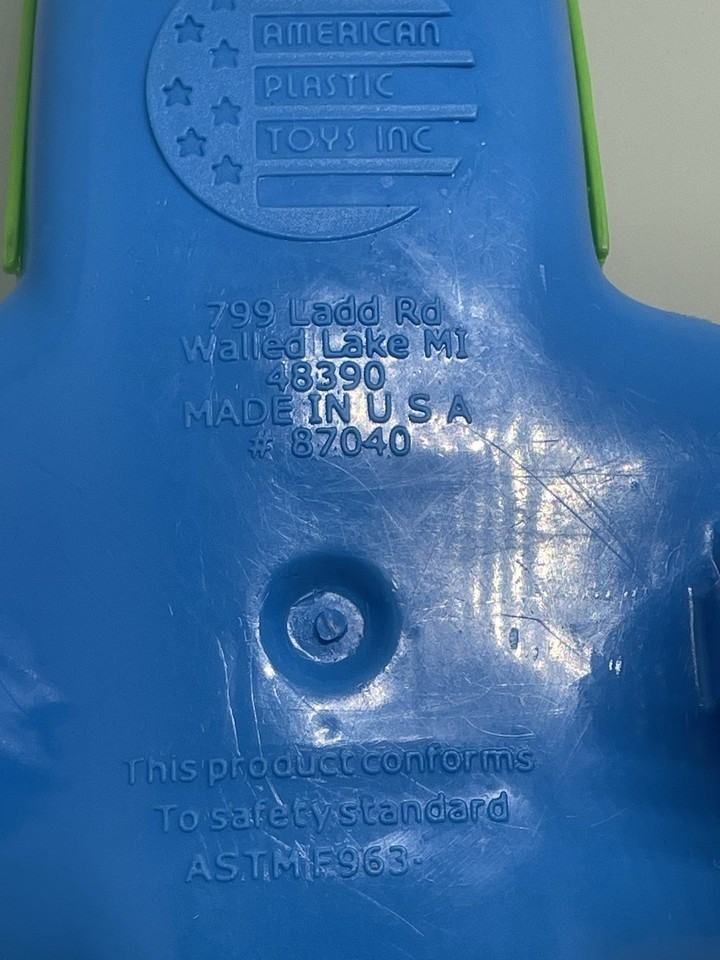 AMERICAN
PLASTIC
TOYS INC
799 Ladd Rd
Walled Lake MI
48390
MADE IN U S A
# 87040
This product conforms
To safety standard
ASTM F963-